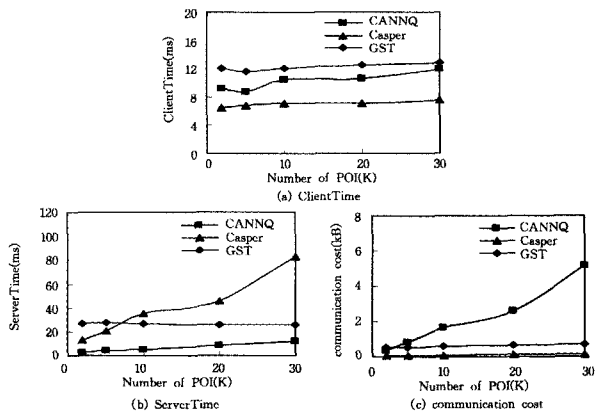 ClientTime(ms)
20
16
12
8
4
CANNQ
Casper
GST
0 10 20 30
Number of POI(K)
(a) ClientTime
ServerTime(ms)
120
100
80
60
40
20
0
CANNQ
Casper
GST
0 10 20 30
Number of POI(K)
(b) ServerTime
communication cost(kB)
8
6
4
2
0
CANNQ
Casper
GST
0 10 20 30
Number of POI(K)
(c) communication cost